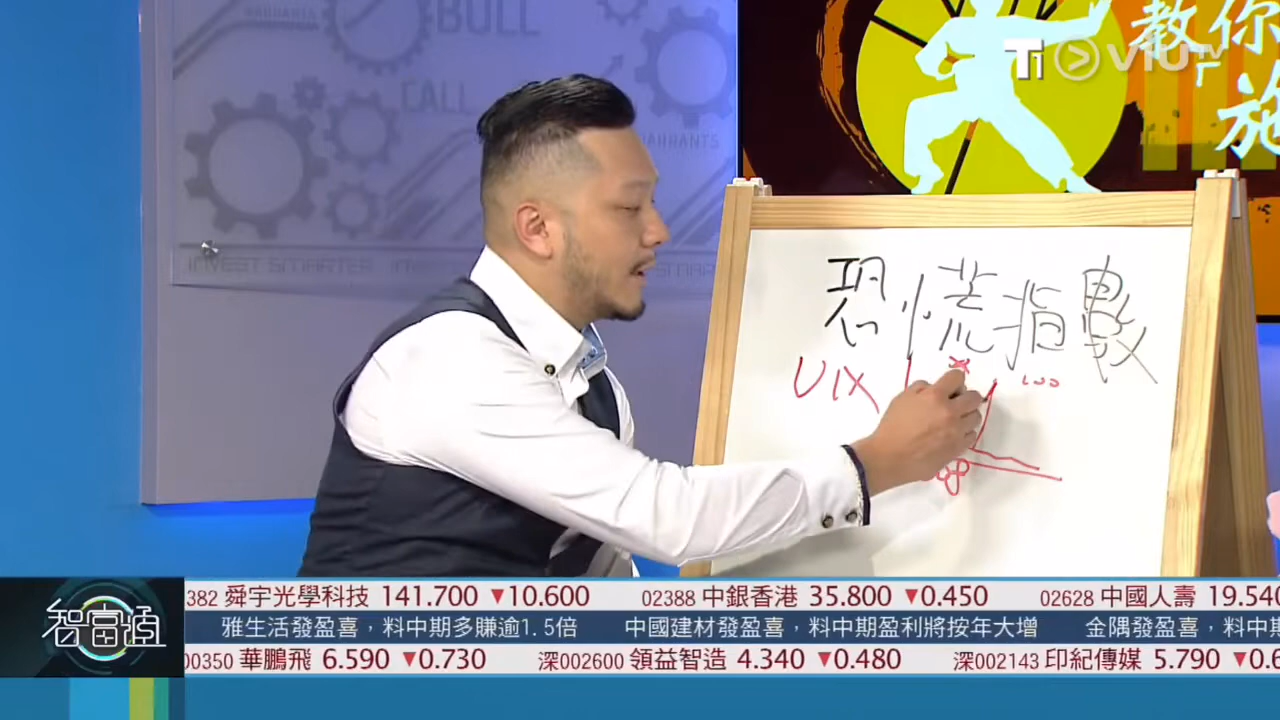 BULL
CALL
WARRANTS
INVEST SMARTER
教你
「施
VIUTV
恐慌指數
VIX
100
08
智富通
382 舜宇光學科技 141.700 ▼10.600 02388 中銀香港 35.800 ▼0.450 02628 中國人壽 19.540
雅生活發盈喜，料中期多賺逾1.5倍 中國建材發盈喜，料中期盈利將按年大增 金隅發盈喜，料中期
00350 華鵬飛 6.590 ▼0.730 深002600 領益智造 4.340 ▼0.480 深002143 印紀傳媒 5.790 ▼0.6